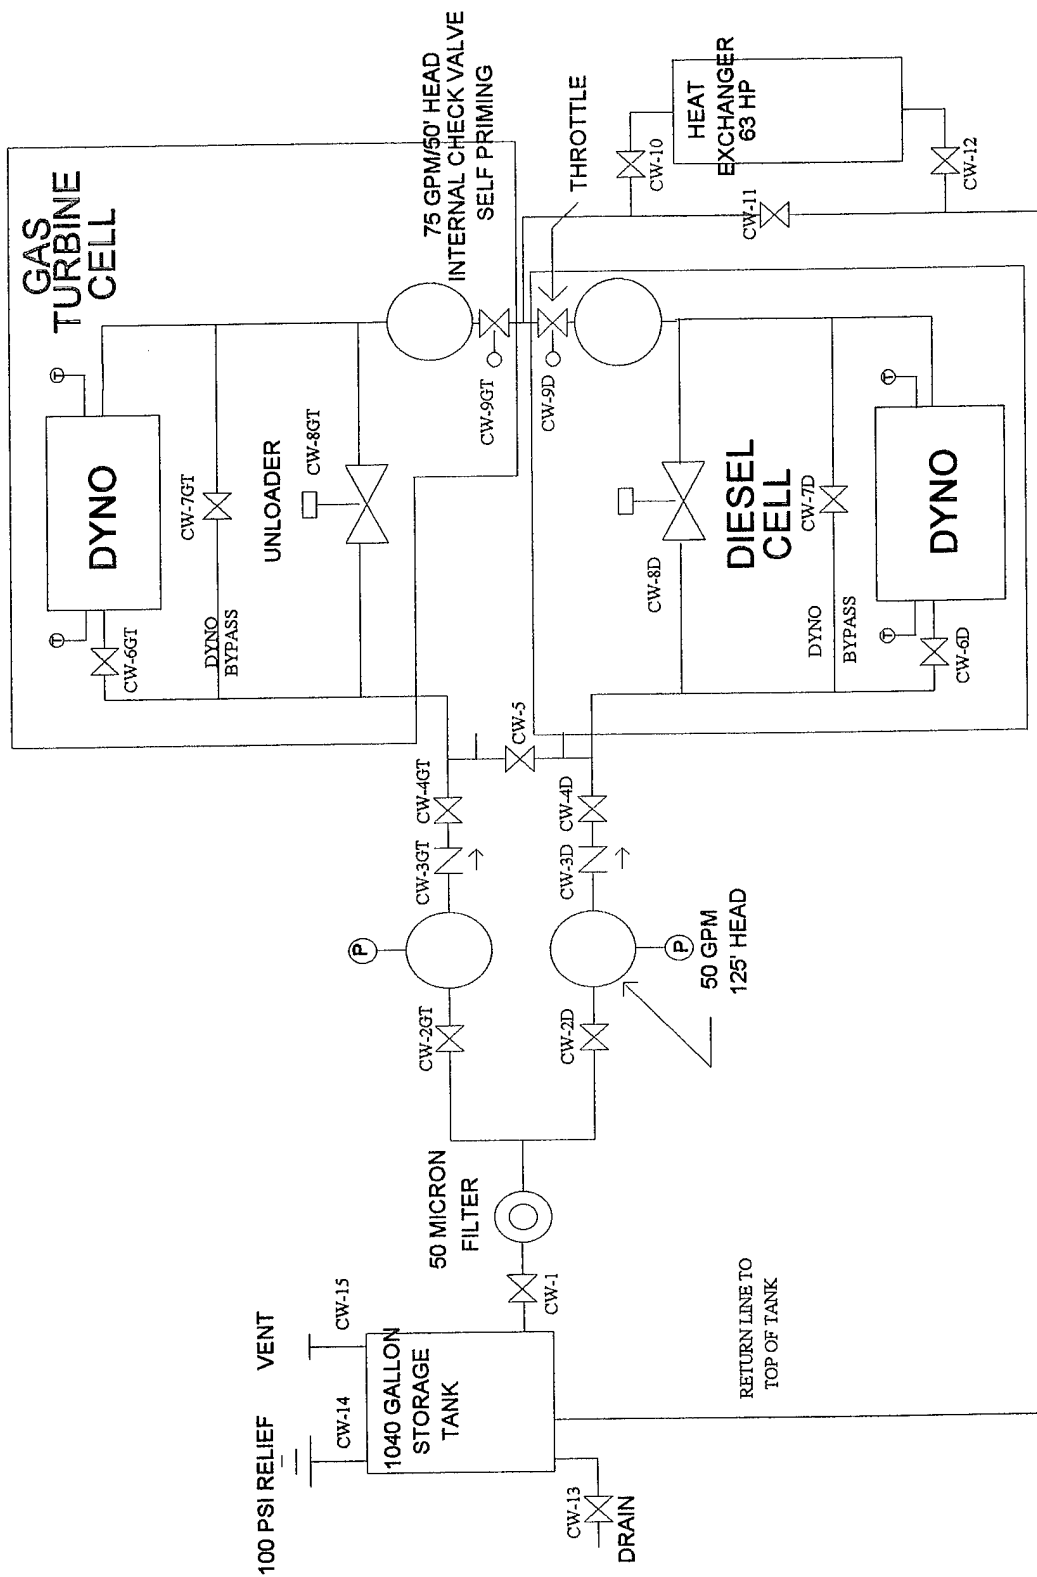 100 PSI RELIEF
VENT
CW-14
CW-15
1040 GALLON
STORAGE
TANK
CW-13
DRAIN
CW-1
50 MICRON
FILTER
RETURN LINE TO
TOP OF TANK
CW-2GT
CW-2D
P
P
50 GPM
125' HEAD
CW-3GT
CW-3D
CW-4GT
CW-4D
CW-5
GAS
TURBINE
CELL
T
T
DYNO
CW-6GT
DYNO
BYPASS
CW-7GT
UNLOADER
CW-8GT
CW-9GT
75 GPM/50' HEAD
INTERNAL CHECK VALVE
SELF PRIMING
THROTTLE
CW-9D
CW-8D
DIESEL
CELL
DYNO
BYPASS
CW-7D
CW-6D
T
T
DYNO
CW-10
CW-11
CW-12
HEAT
EXCHANGER
63 HP